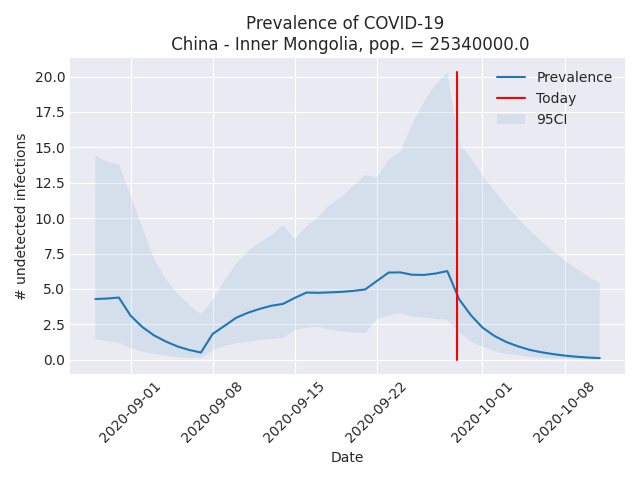 Prevalence of COVID-19
China - Inner Mongolia, pop. = 25340000.0
20.0
17.5
15.0
12.5
10.0
7.5
5.0
2.5
0.0
# undetected infections
Prevalence
Today
95CI
2020-09-01
2020-09-08
2020-09-15
2020-09-22
2020-10-01
2020-10-08
Date